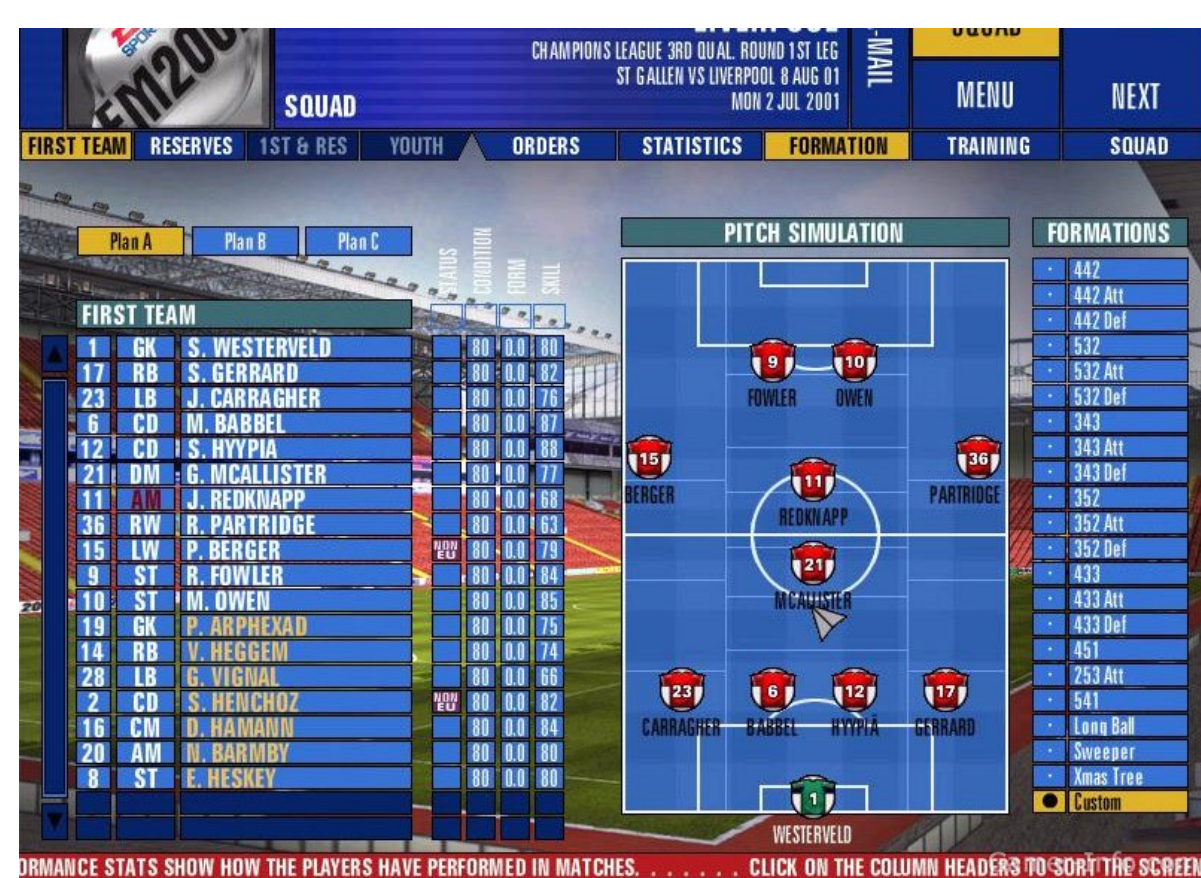 EA SPORTS
FM200
LIVERPOOL
CHAMPIONS LEAGUE 3RD QUAL. ROUND 1ST LEG
ST GALLEN VS LIVERPOOL 8 AUG 01
MON 2 JUL 2001
SQUAD
-MAIL
SQUAD
MENU
NEXT
FIRST TEAM RESERVES 1ST & RES YOUTH ORDERS STATISTICS FORMATION TRAINING SQUAD
Plan A Plan B Plan C
STATUS CONDITION FORM SKILL
FIRST TEAM
1 GK S. WESTERVELD 80 0.0 80
17 RB S. GERRARD 80 0.0 82
23 LB J. CARRAGHER 80 0.0 76
6 CD M. BABBEL 80 0.0 87
12 CD S. HYYPIA 80 0.0 88
21 DM G. MCALLISTER 80 0.0 77
11 AM J. REDKNAPP 80 0.0 68
36 RW R. PARTRIDGE 80 0.0 63
15 LW P. BERGER NON EU 80 0.0 79
9 ST R. FOWLER 80 0.0 84
10 ST M. OWEN 80 0.0 85
19 GK P. ARPHEXAD 80 0.0 75
14 RB V. HEGGEM 80 0.0 74
28 LB G. VIGNAL 80 0.0 66
2 CD S. HENCHOZ NON EU 80 0.0 82
16 CM D. HAMANN 80 0.0 84
20 AM N. BARMBY 80 0.0 80
8 ST E. HESKEY 80 0.0 80
PITCH SIMULATION
9 10
FOWLER OWEN
15 36
BERGER PARTRIDGE
11
REDKNAPP
21
MCALLISTER
23 6 12 17
CARRAGHER BABBEL HYYPIÄ GERRARD
1
WESTERVELD
FORMATIONS
442
442 Att
442 Def
532
532 Att
532 Def
343
343 Att
343 Def
352
352 Att
352 Def
433
433 Att
433 Def
451
253 Att
541
Long Ball
Sweeper
Xmas Tree
Custom
ORMANCE STATS SHOW HOW THE PLAYERS HAVE PERFORMED IN MATCHES. . . . . . . CLICK ON THE COLUMN HEADERS TO SORT THE SCREEN